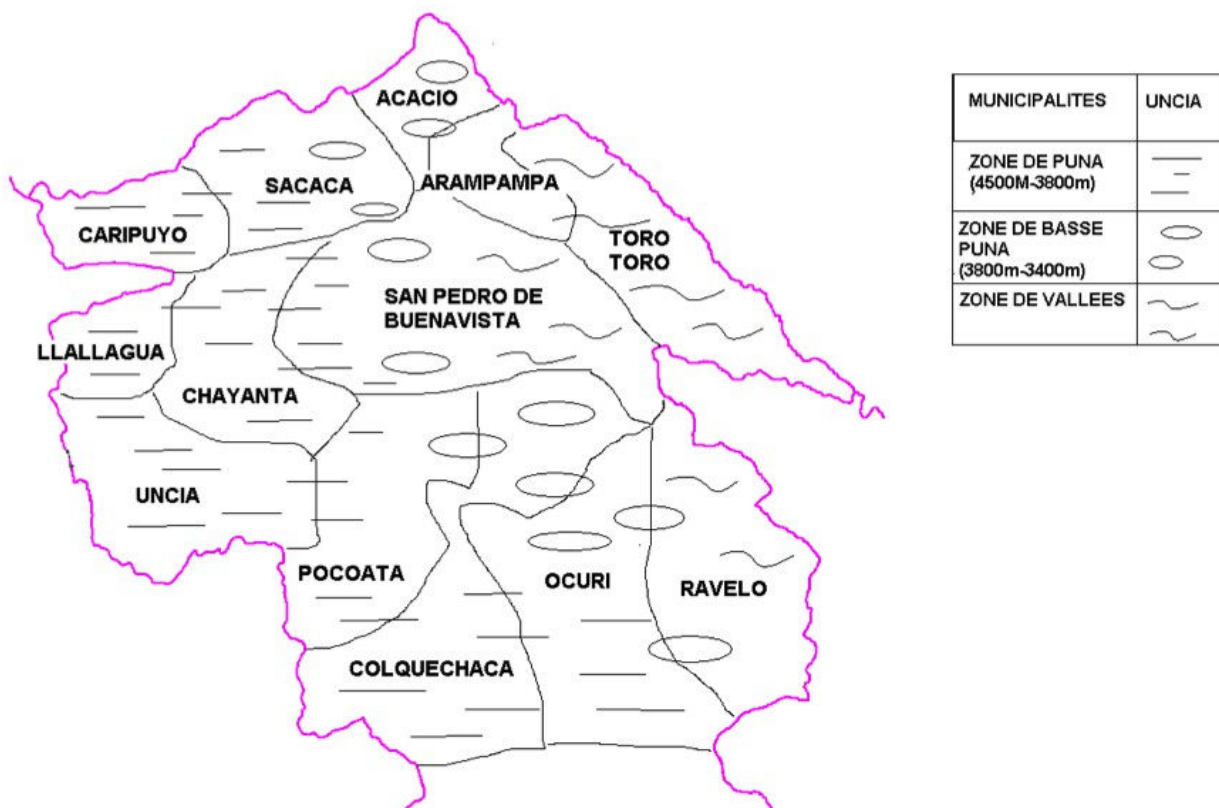 ACACIO
SACACA
ARAMPAMPA
CARIPUYO
TORO
TORO
SAN PEDRO DE
BUENAVISTA
LLALLAGUA
CHAYANTA
UNCIA
POCOATA
OCURI
RAVELO
COLQUECHACA
MUNICIPALITES UNCIA
ZONE DE PUNA
(4500M-3800m)
ZONE DE BASSE
PUNA
(3800m-3400m)
ZONE DE VALLEES